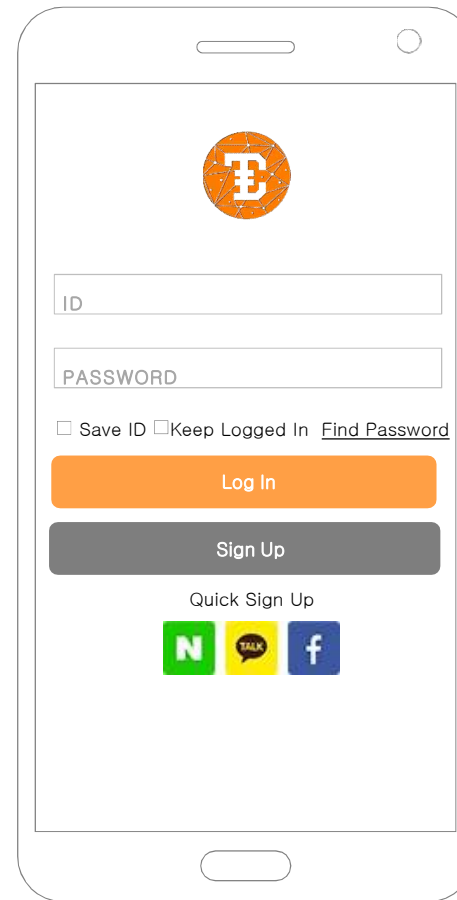 ID
PASSWORD
Save ID Keep Logged In Find Password
Log In
Sign Up
Quick Sign Up
N TALK f